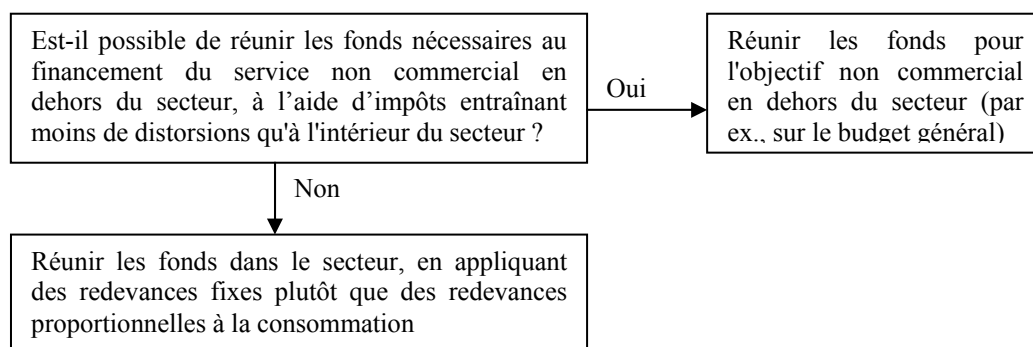 Est-il possible de réunir les fonds nécessaires au
financement du service non commercial en
dehors du secteur, à l’aide d’impôts entraînant
moins de distorsions qu'à l'intérieur du secteur ?
Oui
Réunir les fonds pour
l'objectif non commercial
en dehors du secteur (par
ex., sur le budget général)
Non
Réunir les fonds dans le secteur, en appliquant
des redevances fixes plutôt que des redevances
proportionnelles à la consommation